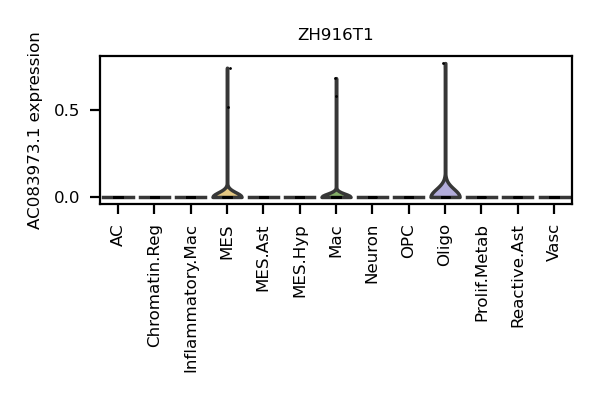 ZH916T1
AC083973.1 expression
0.5
0.0
AC
Chromatin.Reg
Inflammatory.Mac
MES
MES.Ast
MES.Hyp
Mac
Neuron
OPC
Oligo
Prolif.Metab
Reactive.Ast
Vasc